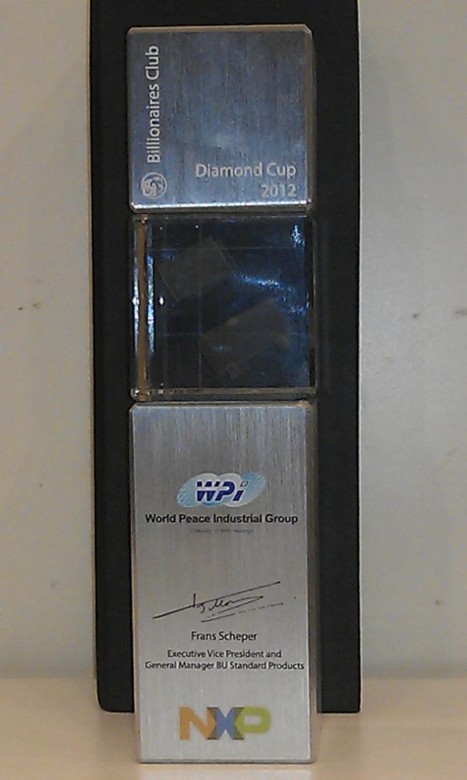 Billionaires Club
Diamond Cup
2012
WPi
World Peace Industrial Group
Frans Scheper
Executive Vice President and
General Manager BU Standard Products
NXP